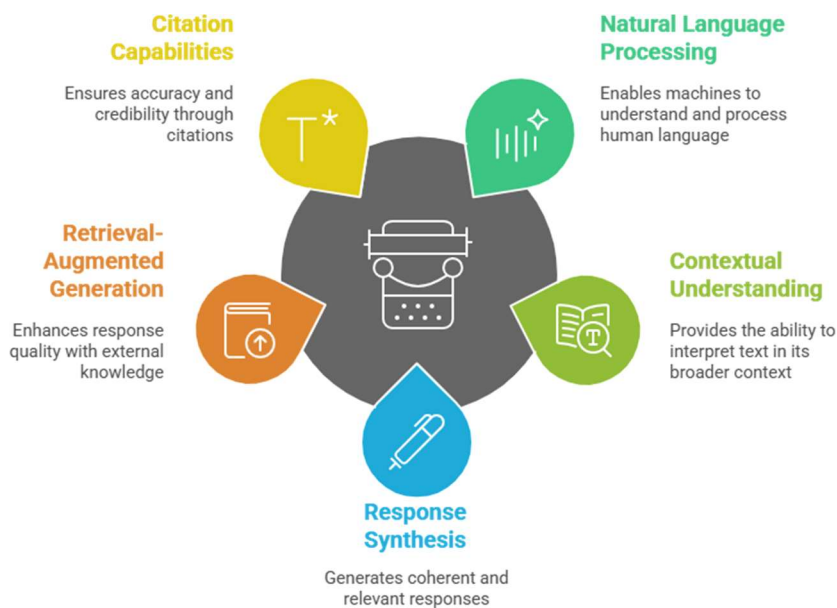 Citation
Capabilities
Ensures accuracy and
credibility through
citations
Natural Language
Processing
Enables machines to
understand and process
human language
Retrieval-
Augmented
Generation
Enhances response
quality with external
knowledge
Contextual
Understanding
Provides the ability to
interpret text in its
broader context
Response
Synthesis
Generates coherent and
relevant responses
T*
T